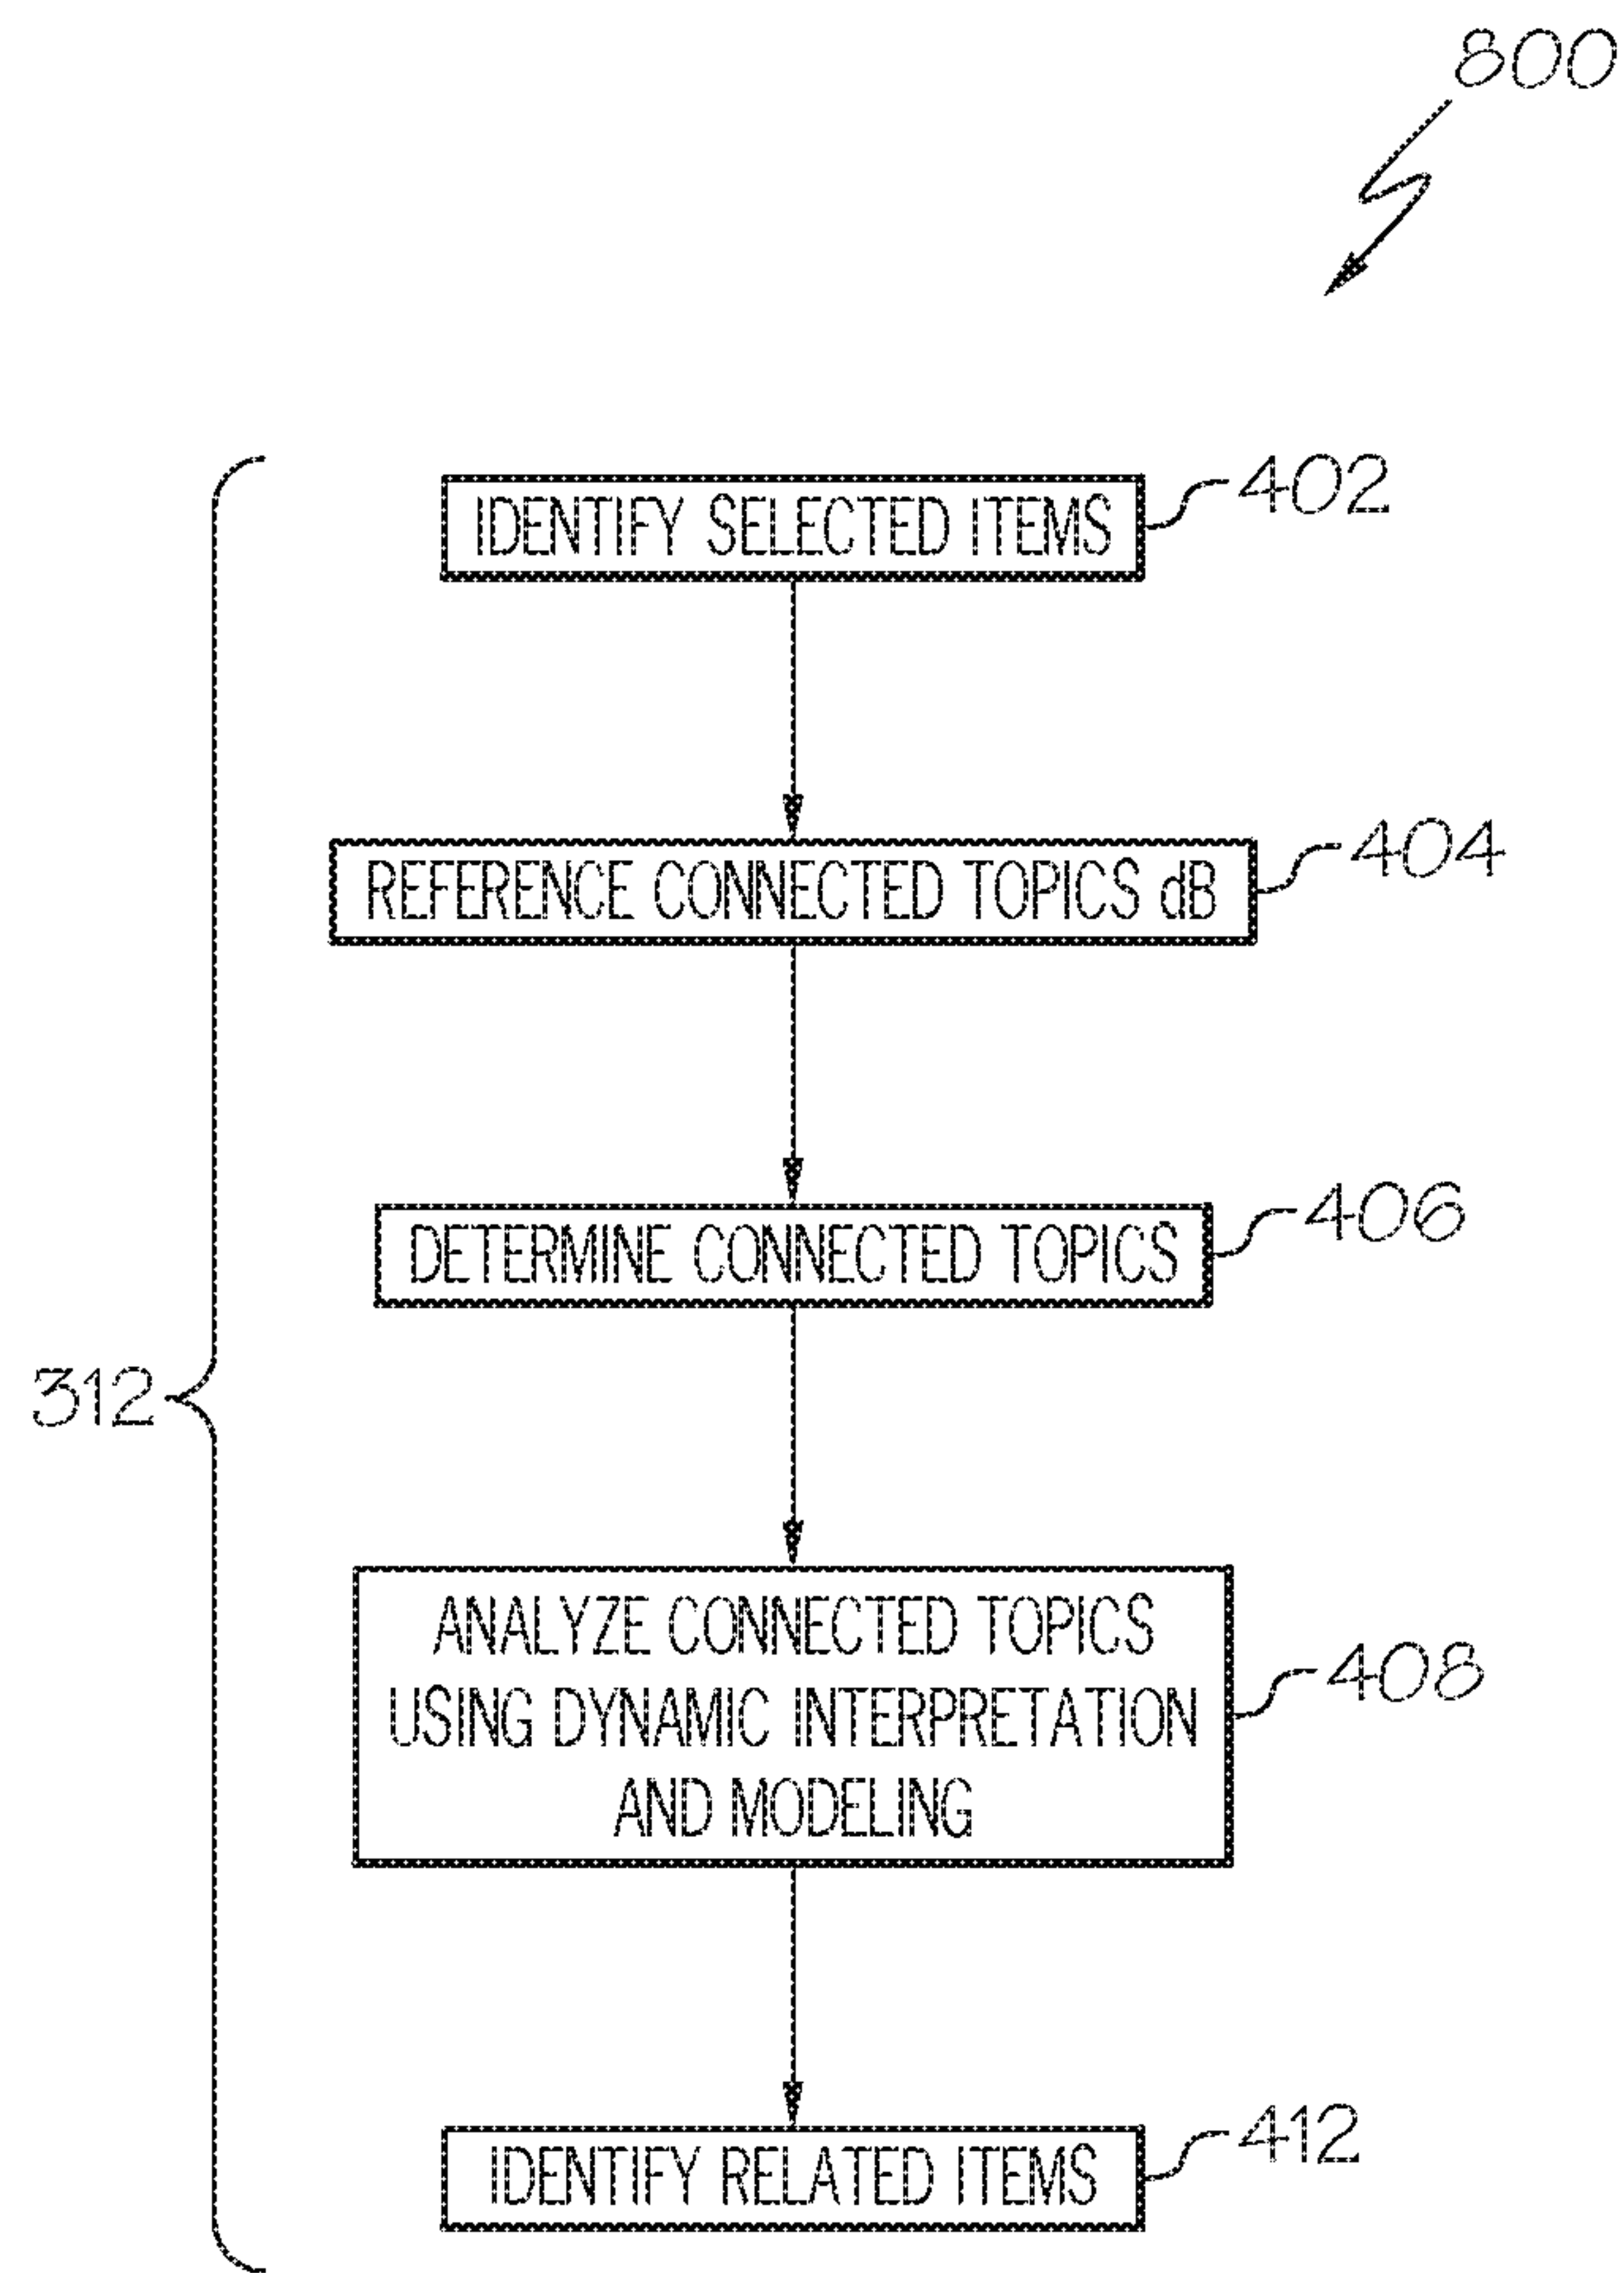 800
IDENTIFY SELECTED ITEMS
402
REFERENCE CONNECTED TOPICS dB
404
DETERMINE CONNECTED TOPICS
406
312
ANALYZE CONNECTED TOPICS
USING DYNAMIC INTERPRETATION
AND MODELING
408
IDENTIFY RELATED ITEMS
412